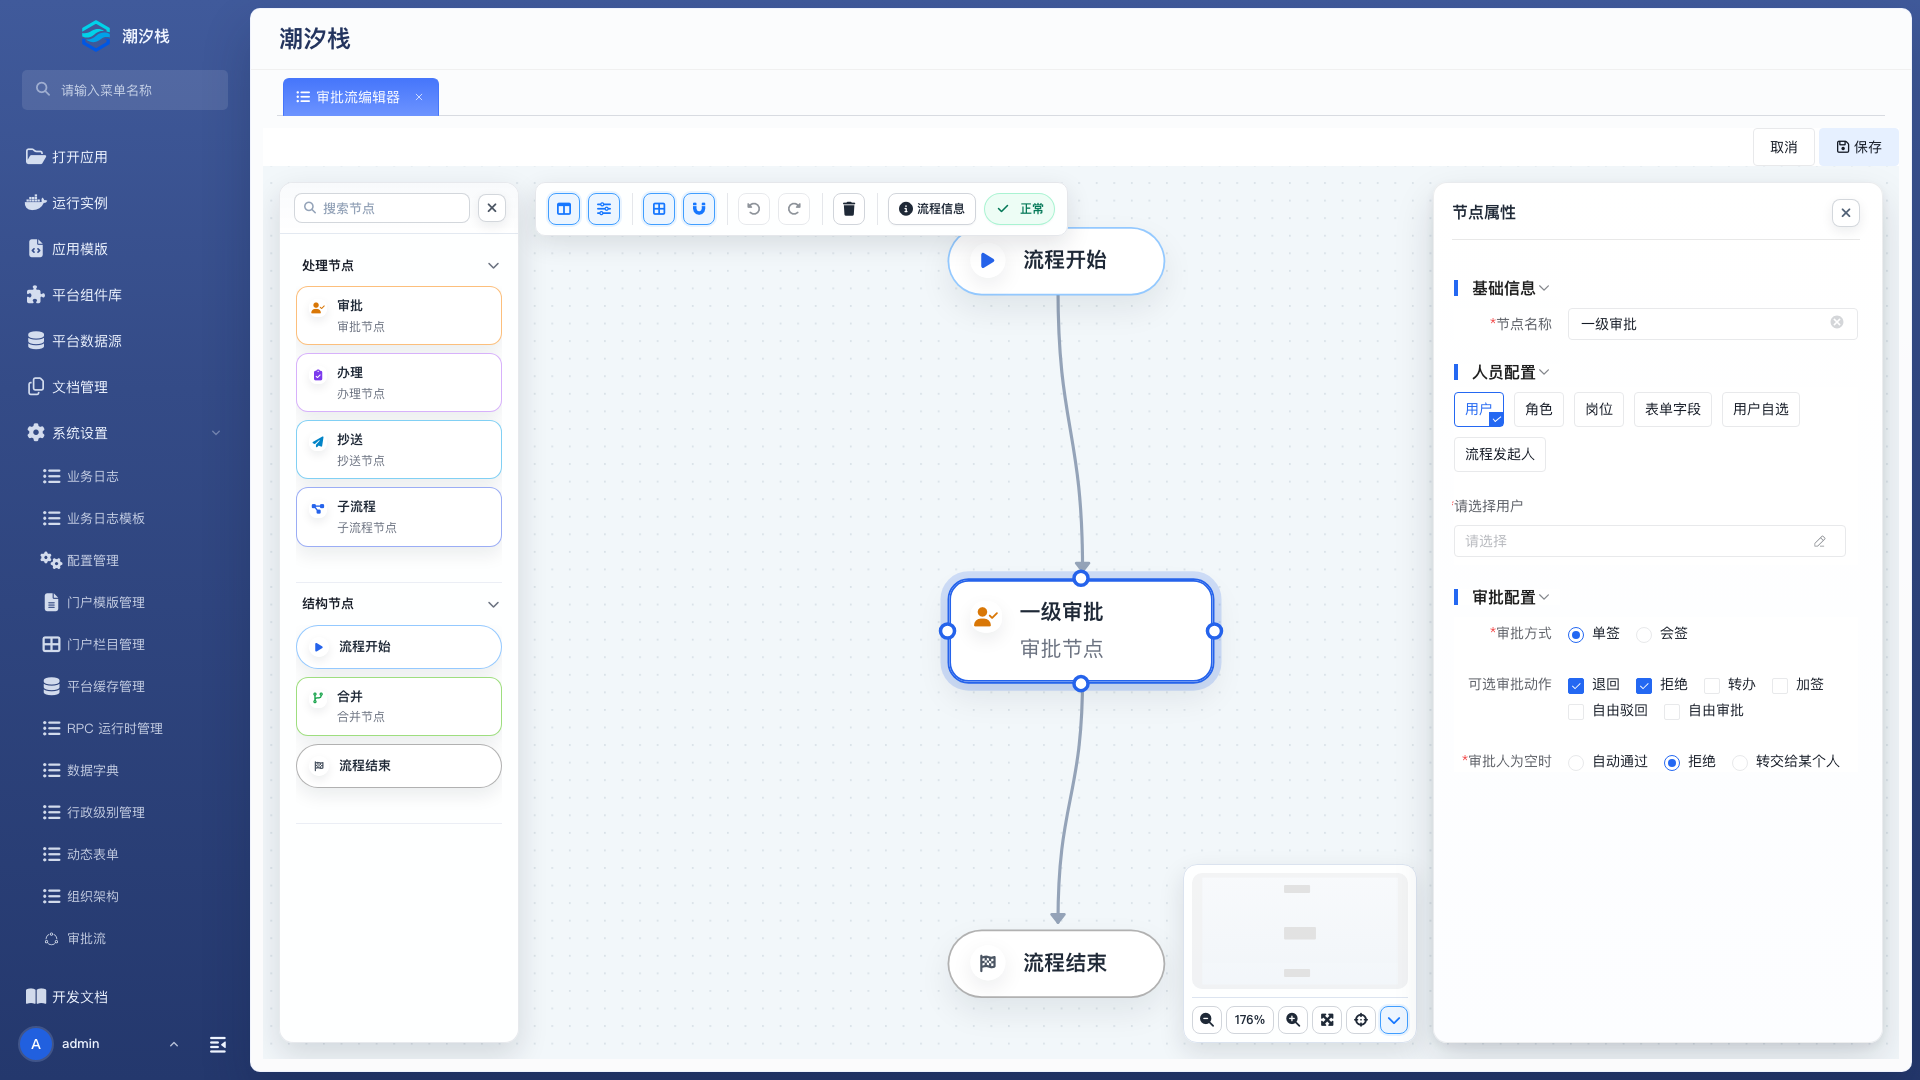 潮汐栈
请输入菜单名称
打开应用
运行实例
应用模版
平台组件库
平台数据源
文档管理
系统设置
业务日志
业务日志模板
配置管理
门户模版管理
门户栏目管理
平台缓存管理
RPC 运行时管理
数据字典
行政级别管理
动态表单
组织架构
审批流
开发文档
A admin
潮汐栈
审批流编辑器
取消 保存
搜索节点
处理节点
审批
审批节点
办理
办理节点
抄送
抄送节点
子流程
子流程节点
结构节点
流程开始
合并
合并节点
流程结束
流程信息 正常
流程开始
一级审批
审批节点
流程结束
176%
节点属性
基础信息
*节点名称 一级审批
人员配置
用户 角色 岗位 表单字段 用户自选
流程发起人
*请选择用户
请选择
审批配置
*审批方式 单签 会签
可选审批动作 退回 拒绝 转办 加签
自由驳回 自由审批
*审批人为空时 自动通过 拒绝 转交给某个人